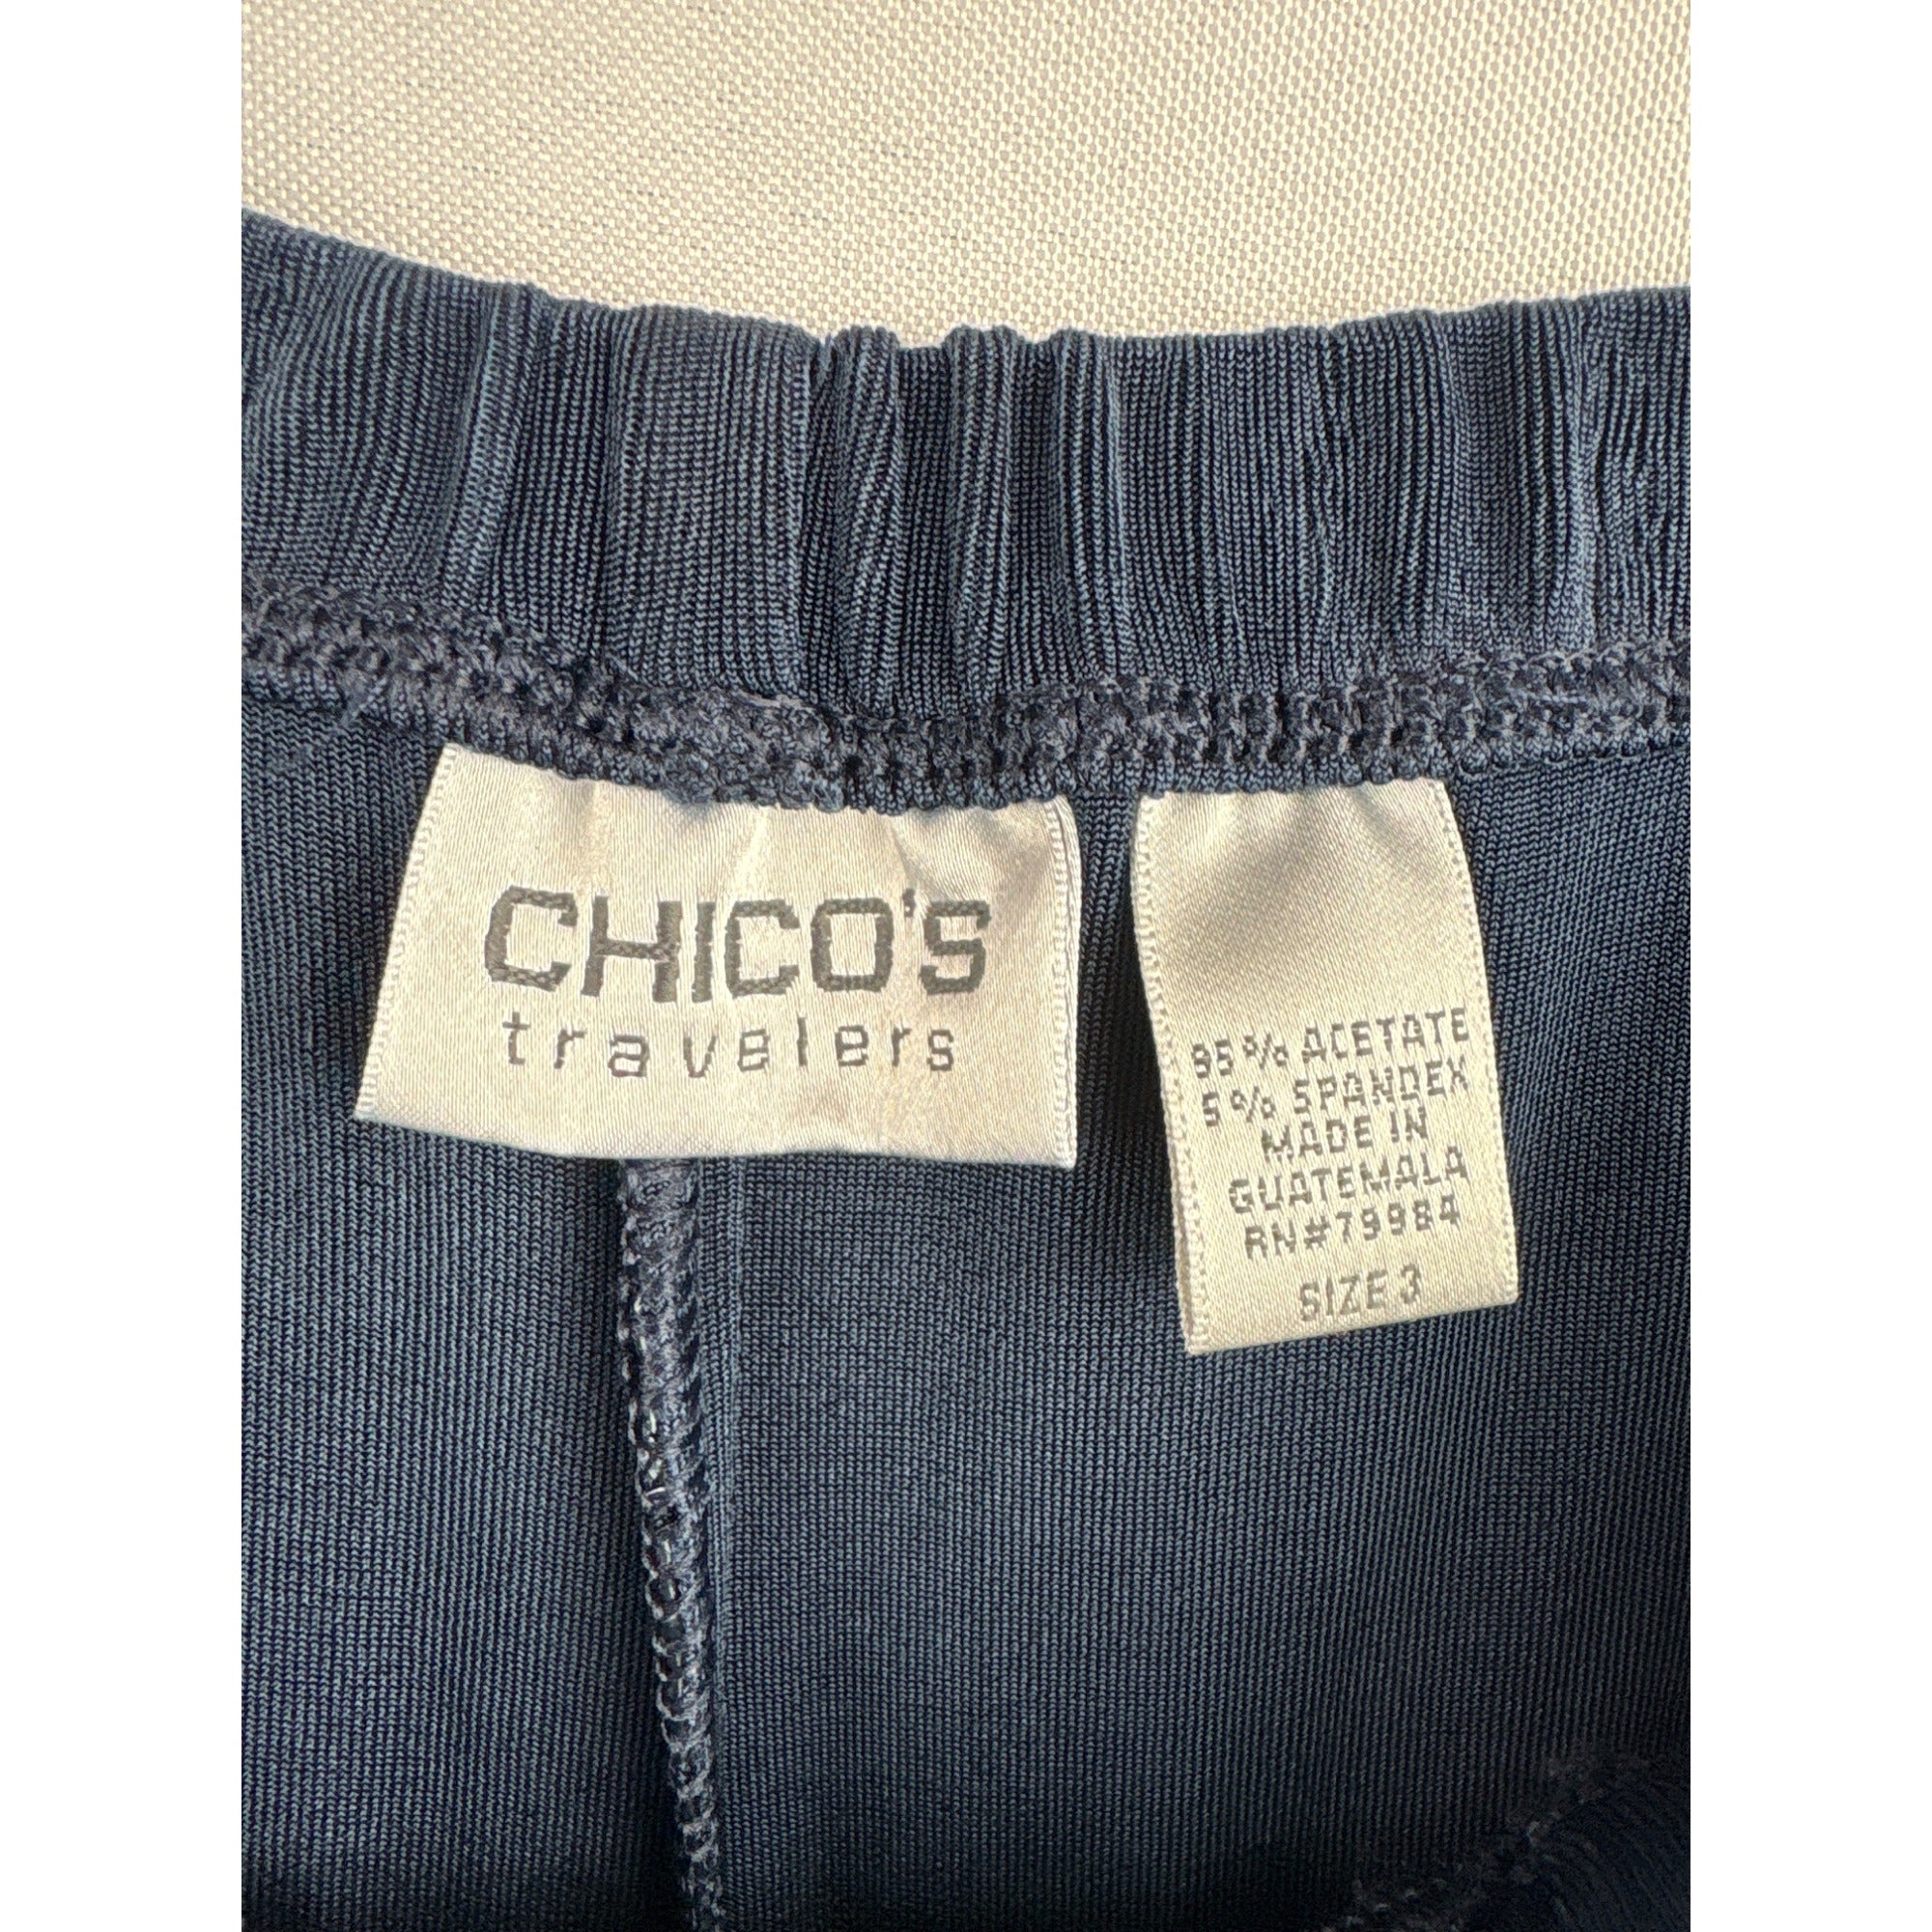 CHICO'S
travelers
95% ACETATE
5% SPANDEX
MADE IN
GUATEMALA
RN#79984
SIZE 3